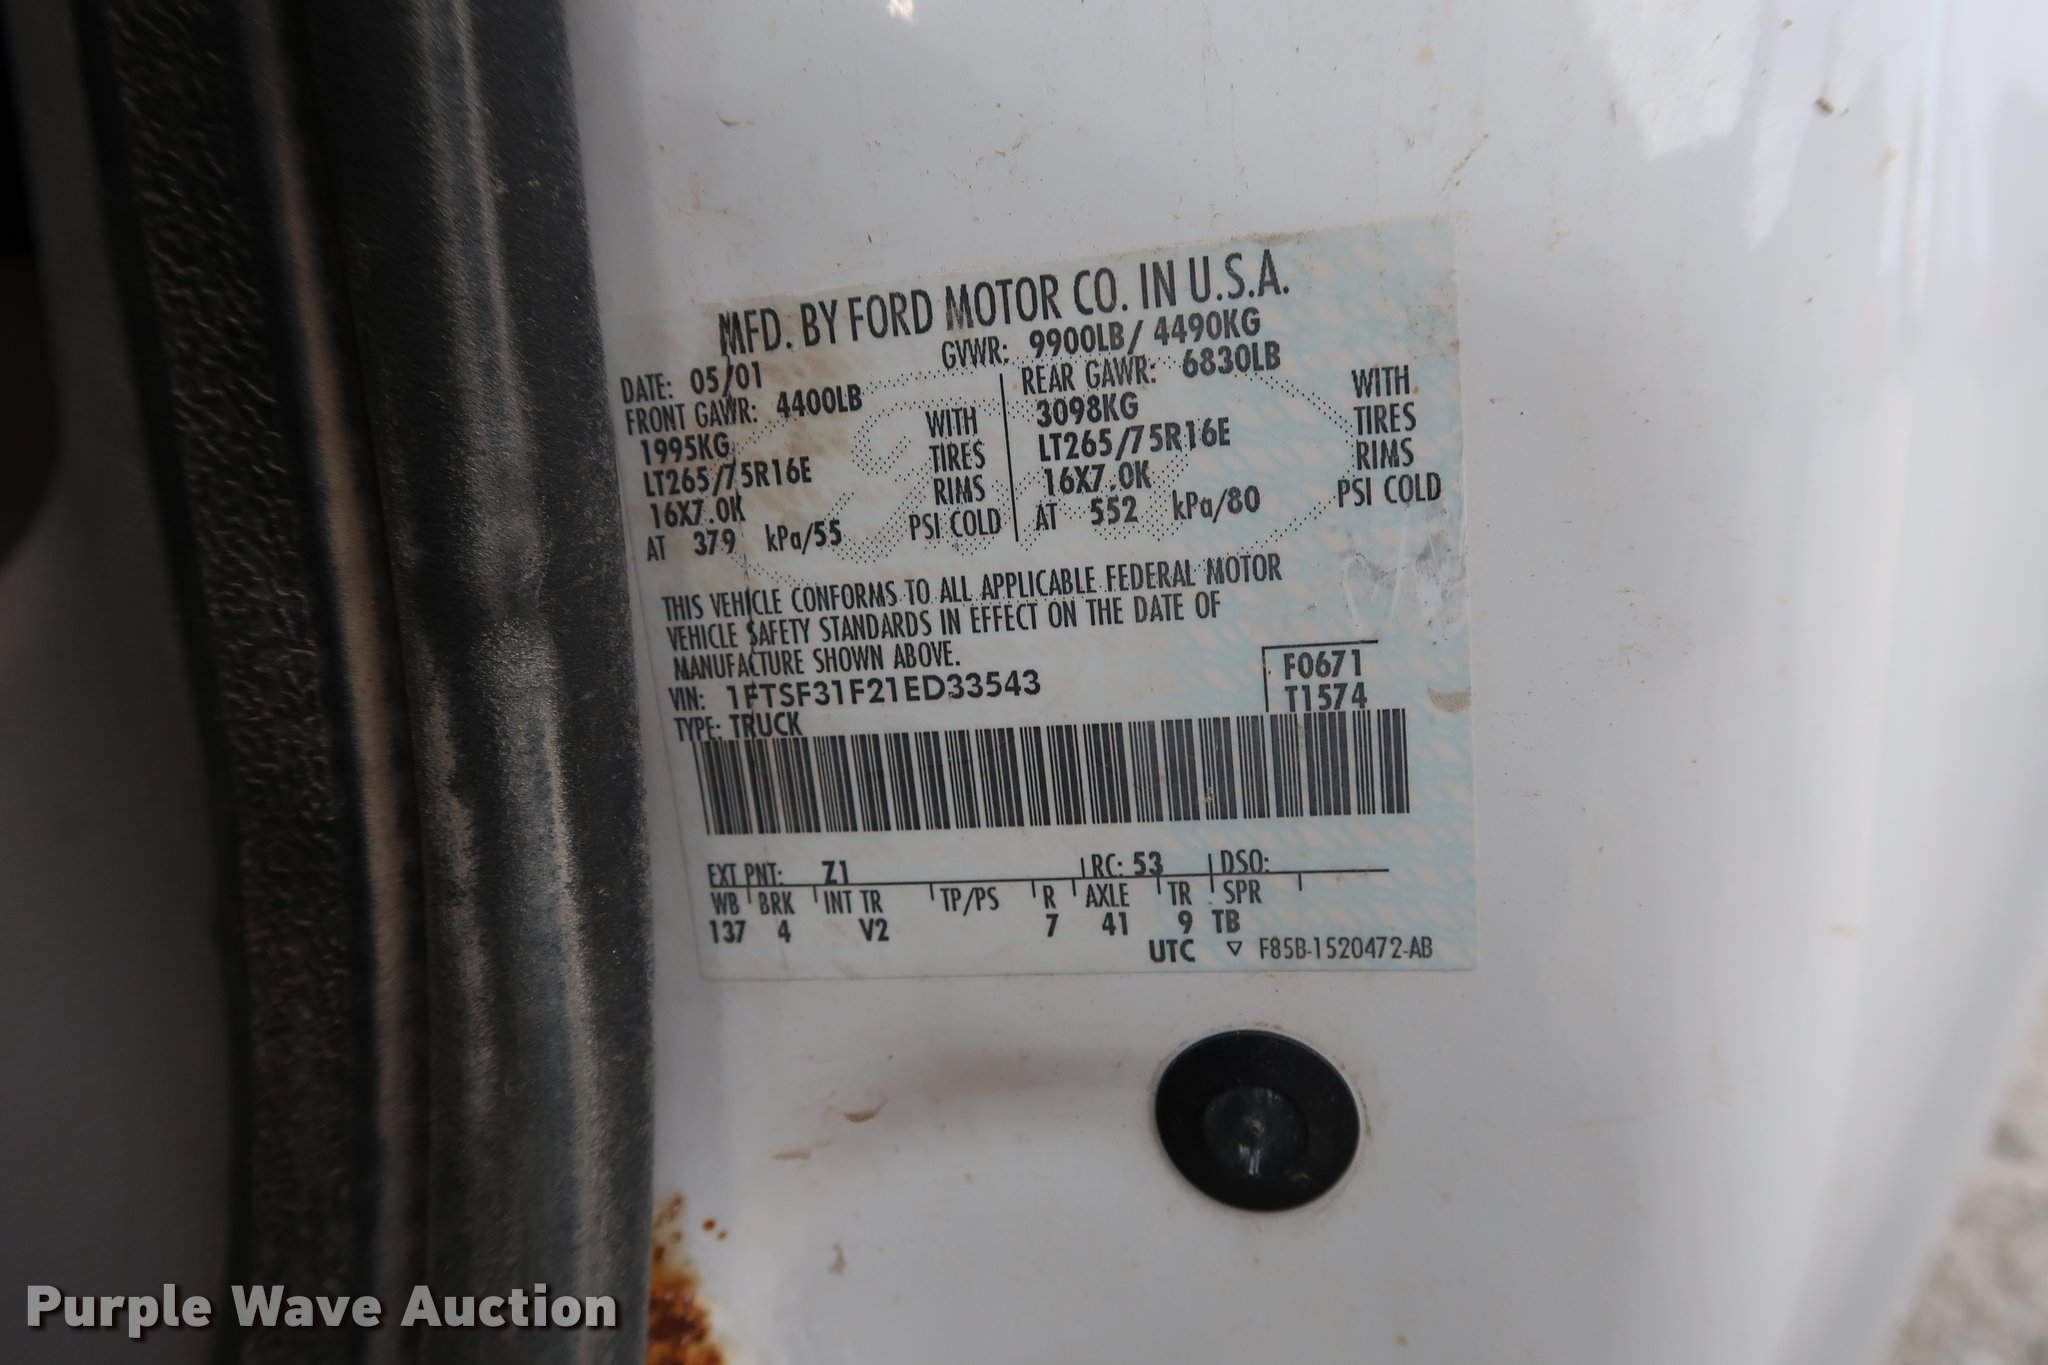 MFD. BY FORD MOTOR CO. IN U.S.A.
DATE: 05/01 GVWR: 9900LB/ 4490KG
FRONT GAWR: 4400LB REAR GAWR: 6830LB
1995KG WITH 3098KG WITH
LT265/75R16E TIRES LT265/75R16E TIRES
16X7.0K RIMS 16X7.0K RIMS
AT 379 kPa/55 PSI COLD AT 552 kPa/80 PSI COLD
THIS VEHICLE CONFORMS TO ALL APPLICABLE FEDERAL MOTOR
VEHICLE SAFETY STANDARDS IN EFFECT ON THE DATE OF
MANUFACTURE SHOWN ABOVE.
VIN: 1FTSF31F21ED33543 F0671
TYPE: TRUCK T1574
EXT PNT: Z1 RC: 53 DSO:
WB BRK INT TR TP/PS R AXLE TR SPR
137 4 V2 7 41 9 TB
UTC ▽ F85B-1520472-AB
Purple Wave Auction